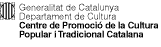 Generalitat de Catalunya
Departament de Cultura
Centre de Promoció de la Cultura
Popular i Tradicional Catalana